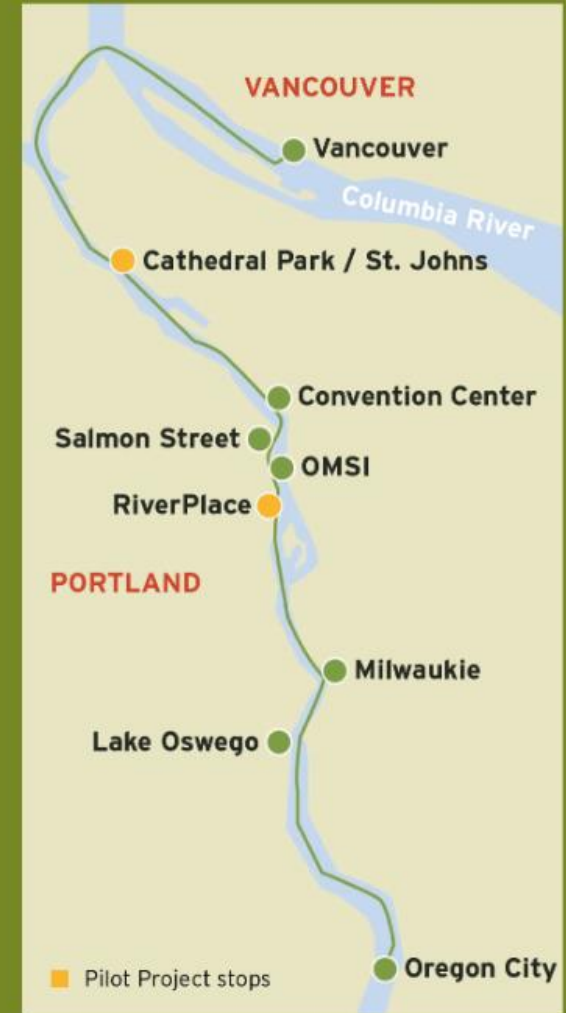 VANCOUVER
Vancouver
Columbia River
Cathedral Park / St. Johns
Convention Center
Salmon Street
OMSI
RiverPlace
PORTLAND
Milwaukie
Lake Oswego
Oregon City
Pilot Project stops